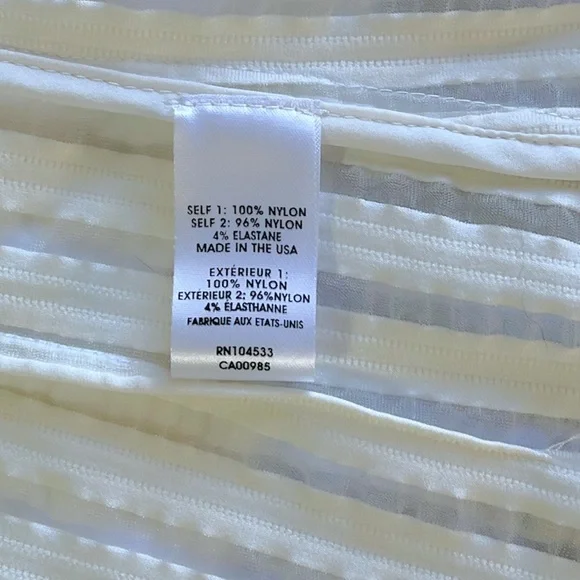 SELF 1: 100% NYLON
SELF 2: 96% NYLON
4% ELASTANE
MADE IN THE USA
EXTÉRIEUR 1:
100% NYLON
EXTÉRIEUR 2: 96%NYLON
4% ÉLASTHANNE
FABRIQUE AUX ETATS-UNIS
RN104533
CA00985